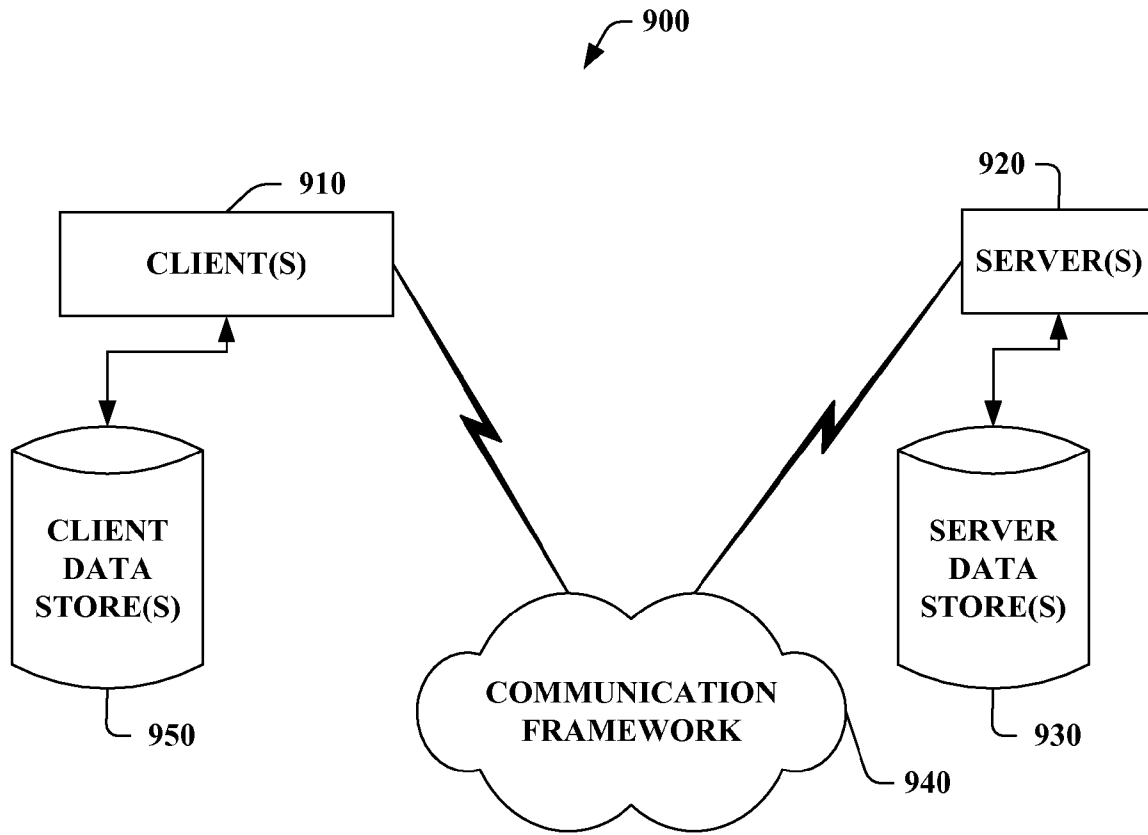 900
910
920
CLIENT(S)
SERVER(S)
CLIENT
DATA
STORE(S)
SERVER
DATA
STORE(S)
COMMUNICATION
FRAMEWORK
950
930
940